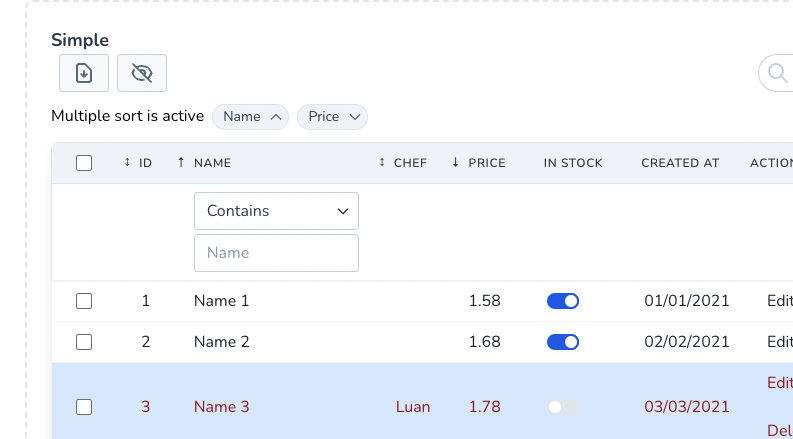 Simple
Multiple sort is active Name Price
ID NAME CHEF PRICE IN STOCK CREATED AT ACTION
Contains
Name
1 Name 1 1.58 01/01/2021 Edit
2 Name 2 1.68 02/02/2021 Edit
Edit
3 Name 3 Luan 1.78 03/03/2021
Del